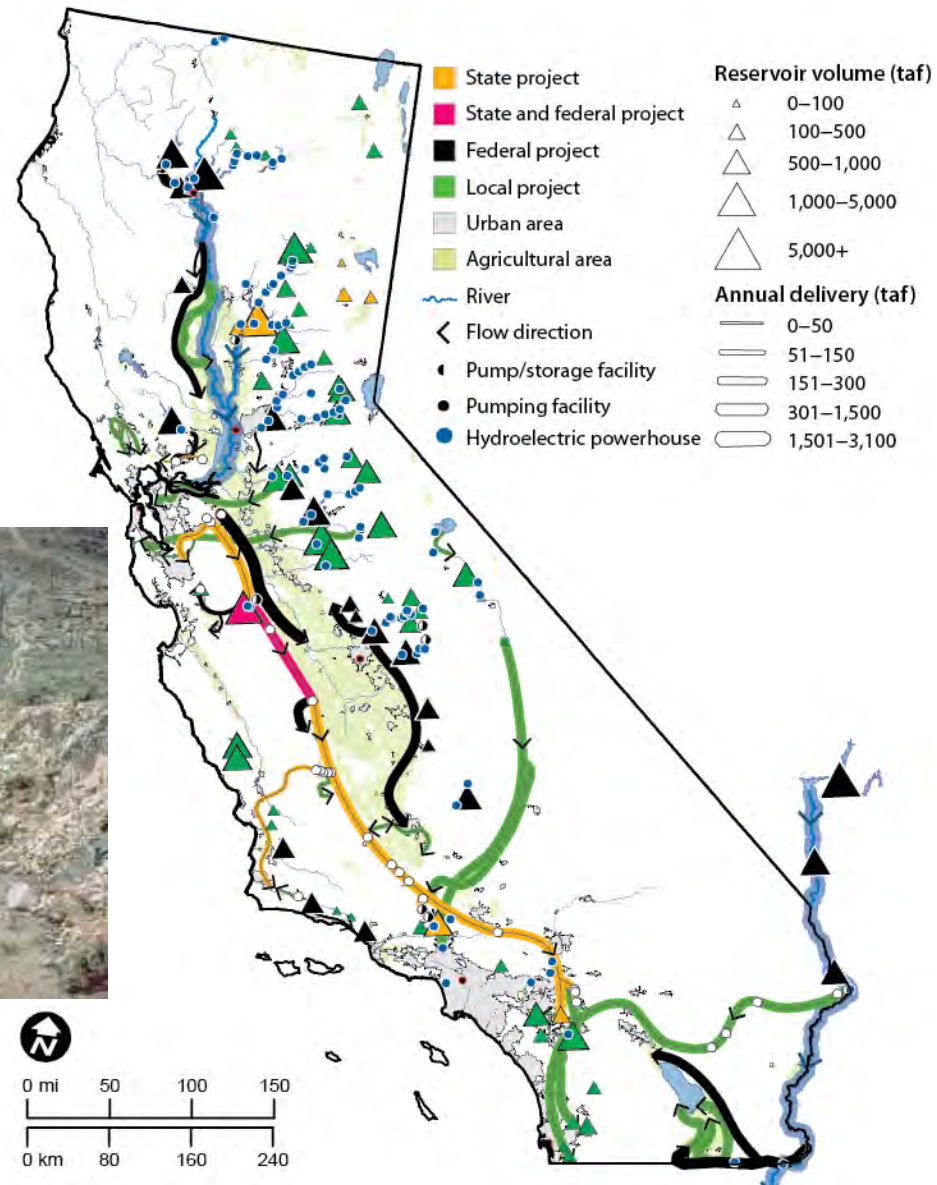 State project
State and federal project
Federal project
Local project
Urban area
Agricultural area
River
Flow direction
Pump/storage facility
Pumping facility
Hydroelectric powerhouse
Reservoir volume (taf)
0–100
100–500
500–1,000
1,000–5,000
5,000+
Annual delivery (taf)
0–50
51–150
151–300
301–1,500
1,501–3,100
N
0 mi 50 100 150
0 km 80 160 240